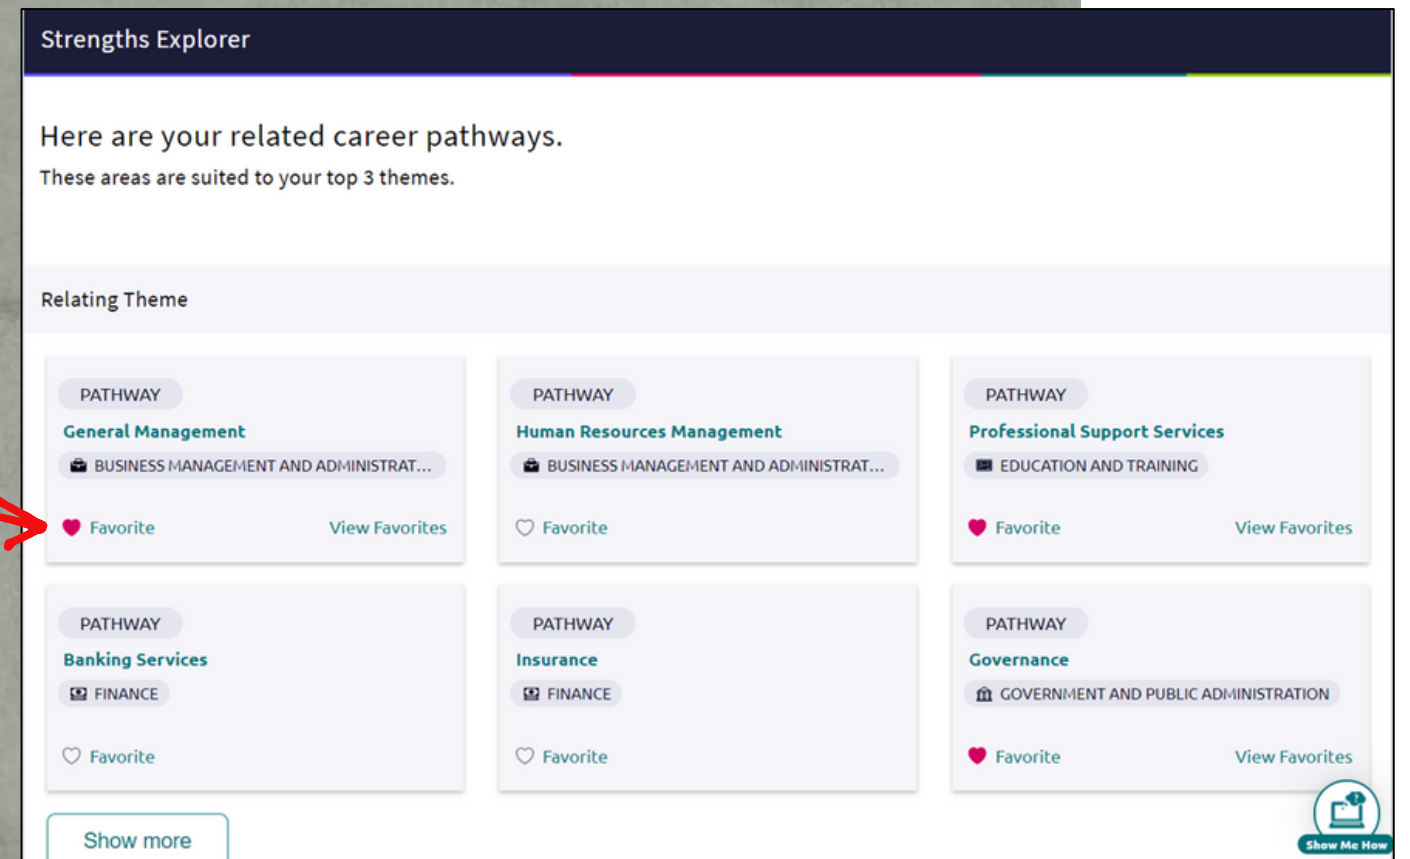 Strengths Explorer
Here are your related career pathways.
These areas are suited to your top 3 themes.
Relating Theme
PATHWAY
General Management
BUSINESS MANAGEMENT AND ADMINISTRAT...
Favorite View Favorites
PATHWAY
Human Resources Management
BUSINESS MANAGEMENT AND ADMINISTRAT...
Favorite
PATHWAY
Professional Support Services
EDUCATION AND TRAINING
Favorite View Favorites
PATHWAY
Banking Services
FINANCE
Favorite
PATHWAY
Insurance
FINANCE
Favorite
PATHWAY
Governance
GOVERNMENT AND PUBLIC ADMINISTRATION
Favorite View Favorites
Show more
Show Me How